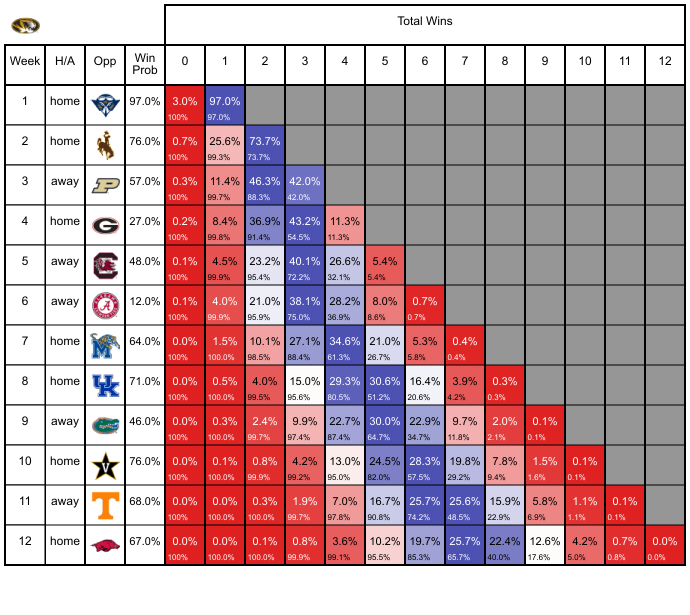 Total Wins
Week H/A Opp Win Prob 0 1 2 3 4 5 6 7 8 9 10 11 12
1 home 97.0% 3.0% 97.0%
100% 97.0%
2 home 76.0% 0.7% 25.6% 73.7%
100% 99.3% 73.7%
3 away P 57.0% 0.3% 11.4% 46.3% 42.0%
100% 99.7% 88.3% 42.0%
4 home G 27.0% 0.2% 8.4% 36.9% 43.2% 11.3%
100% 99.8% 91.4% 54.5% 11.3%
5 away C 48.0% 0.1% 4.5% 23.2% 40.1% 26.6% 5.4%
100% 99.9% 95.4% 72.2% 32.1% 5.4%
6 away A 12.0% 0.1% 4.0% 21.0% 38.1% 28.2% 8.0% 0.7%
100% 99.9% 95.9% 75.0% 36.9% 8.6% 0.7%
7 home M 64.0% 0.0% 1.5% 10.1% 27.1% 34.6% 21.0% 5.3% 0.4%
100% 100.0% 98.5% 88.4% 61.3% 26.7% 5.8% 0.4%
8 home UK 71.0% 0.0% 0.5% 4.0% 15.0% 29.3% 30.6% 16.4% 3.9% 0.3%
100% 100.0% 99.5% 95.6% 80.5% 51.2% 20.6% 4.2% 0.3%
9 away 46.0% 0.0% 0.3% 2.4% 9.9% 22.7% 30.0% 22.9% 9.7% 2.0% 0.1%
100% 100.0% 99.7% 97.4% 87.4% 64.7% 34.7% 11.8% 2.1% 0.1%
10 home V 76.0% 0.0% 0.1% 0.8% 4.2% 13.0% 24.5% 28.3% 19.8% 7.8% 1.5% 0.1%
100% 100.0% 99.9% 99.2% 95.0% 82.0% 57.5% 29.2% 9.4% 1.6% 0.1%
11 away T 68.0% 0.0% 0.0% 0.3% 1.9% 7.0% 16.7% 25.7% 25.6% 15.9% 5.8% 1.1% 0.1%
100% 100.0% 100.0% 99.7% 97.8% 90.8% 74.2% 48.5% 22.9% 6.9% 1.1% 0.1%
12 home 67.0% 0.0% 0.0% 0.1% 0.8% 3.6% 10.2% 19.7% 25.7% 22.4% 12.6% 4.2% 0.7% 0.0%
100% 100.0% 100.0% 99.9% 99.1% 95.5% 85.3% 65.7% 40.0% 17.6% 5.0% 0.8% 0.0%